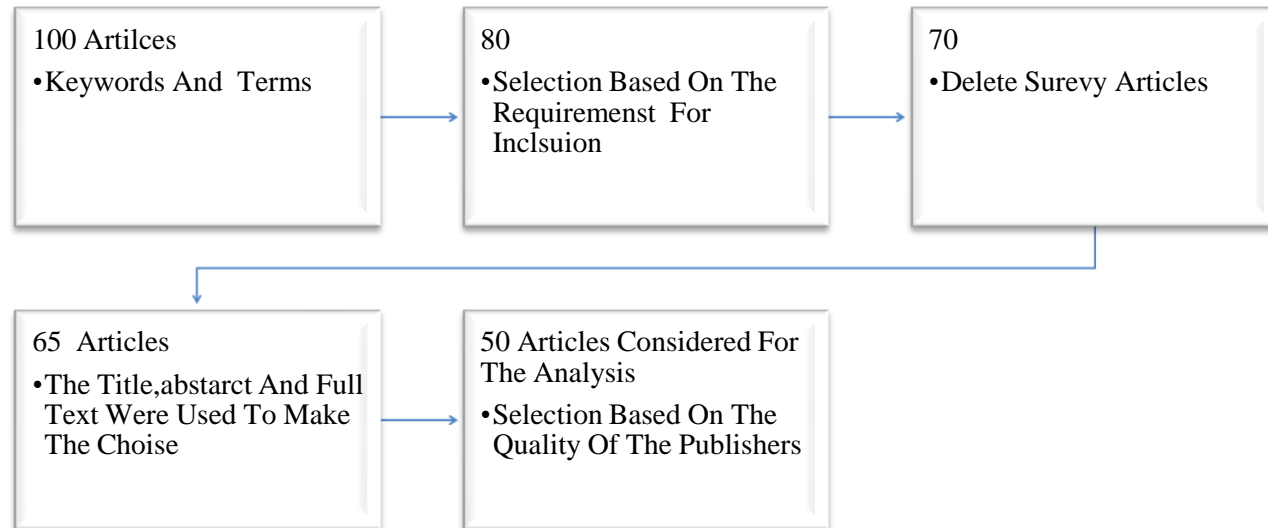 100 Artilces
•Keywords And Terms
80
•Selection Based On The
Requiremenst For
Inclsuion
70
•Delete Surevy Articles
65 Articles
•The Title,abstarct And Full
Text Were Used To Make
The Choise
50 Articles Considered For
The Analysis
•Selection Based On The
Quality Of The Publishers